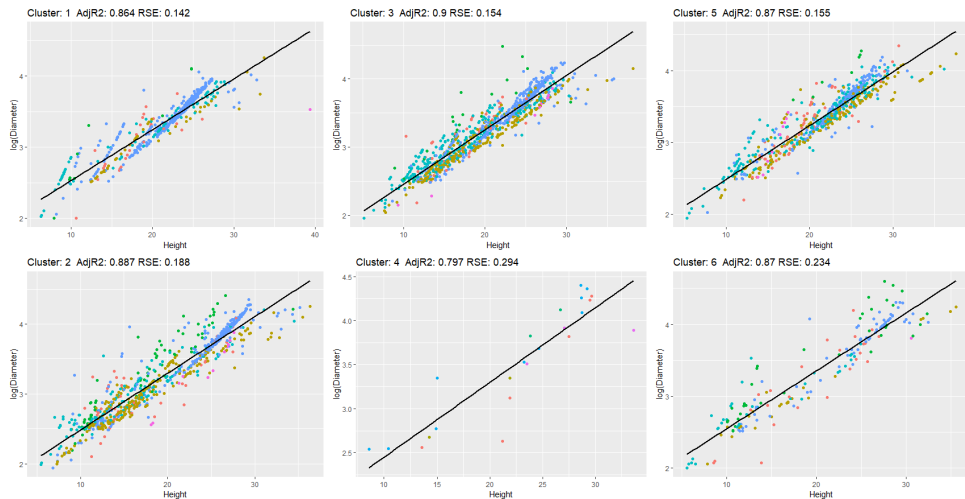 Cluster: 1 AdjR2: 0.864 RSE: 0.142
log(Diameter)
4
3
2
10
20
30
40
Height
Cluster: 3 AdjR2: 0.9 RSE: 0.154
log(Diameter)
4
3
2
10
20
30
Height
Cluster: 5 AdjR2: 0.87 RSE: 0.155
log(Diameter)
4
3
2
10
20
30
Height
Cluster: 2 AdjR2: 0.887 RSE: 0.188
log(Diameter)
4
3
2
10
20
30
Height
Cluster: 4 AdjR2: 0.797 RSE: 0.294
log(Diameter)
4.5
4.0
3.5
3.0
2.5
10
15
20
25
30
Height
Cluster: 6 AdjR2: 0.87 RSE: 0.234
log(Diameter)
4
3
2
10
20
30
Height